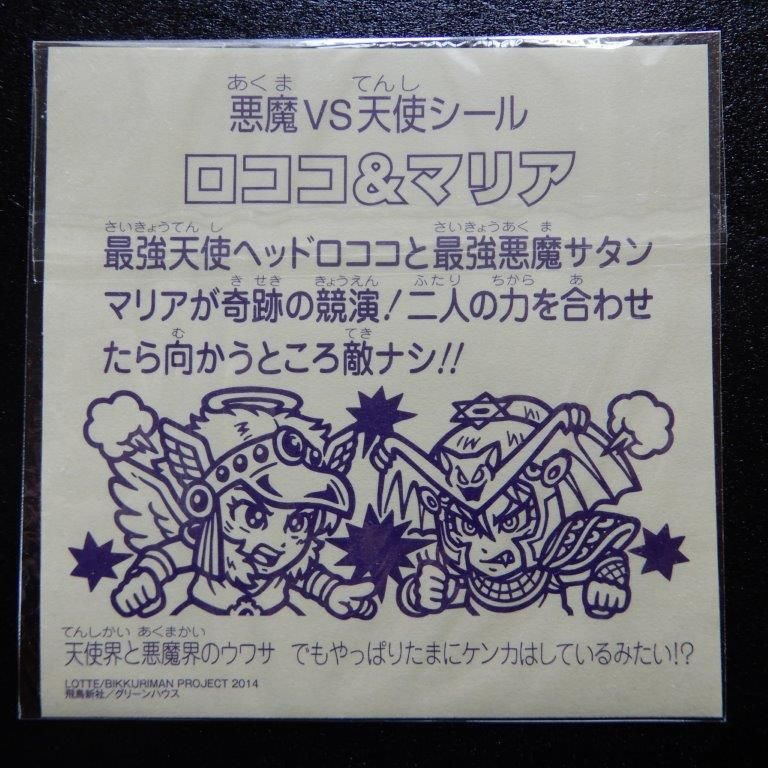 あくま てんし
悪魔VS天使シール
ロココ&マリア
さいきょうてんし さいきょうあくま
最強天使ヘッドロココと最強悪魔サタン
きせき きょうえん ふたり ちから あ
マリアが奇跡の競演!二人の力を合わせ
む てき
たら向かうところ敵ナシ!!
てんしかい あくまかい
天使界と悪魔界のウワサ でもやっぱりたまにケンカはしているみたい!?
LOTTE/BIKKURIMAN PROJECT 2014
飛鳥新社/グリーンハウス